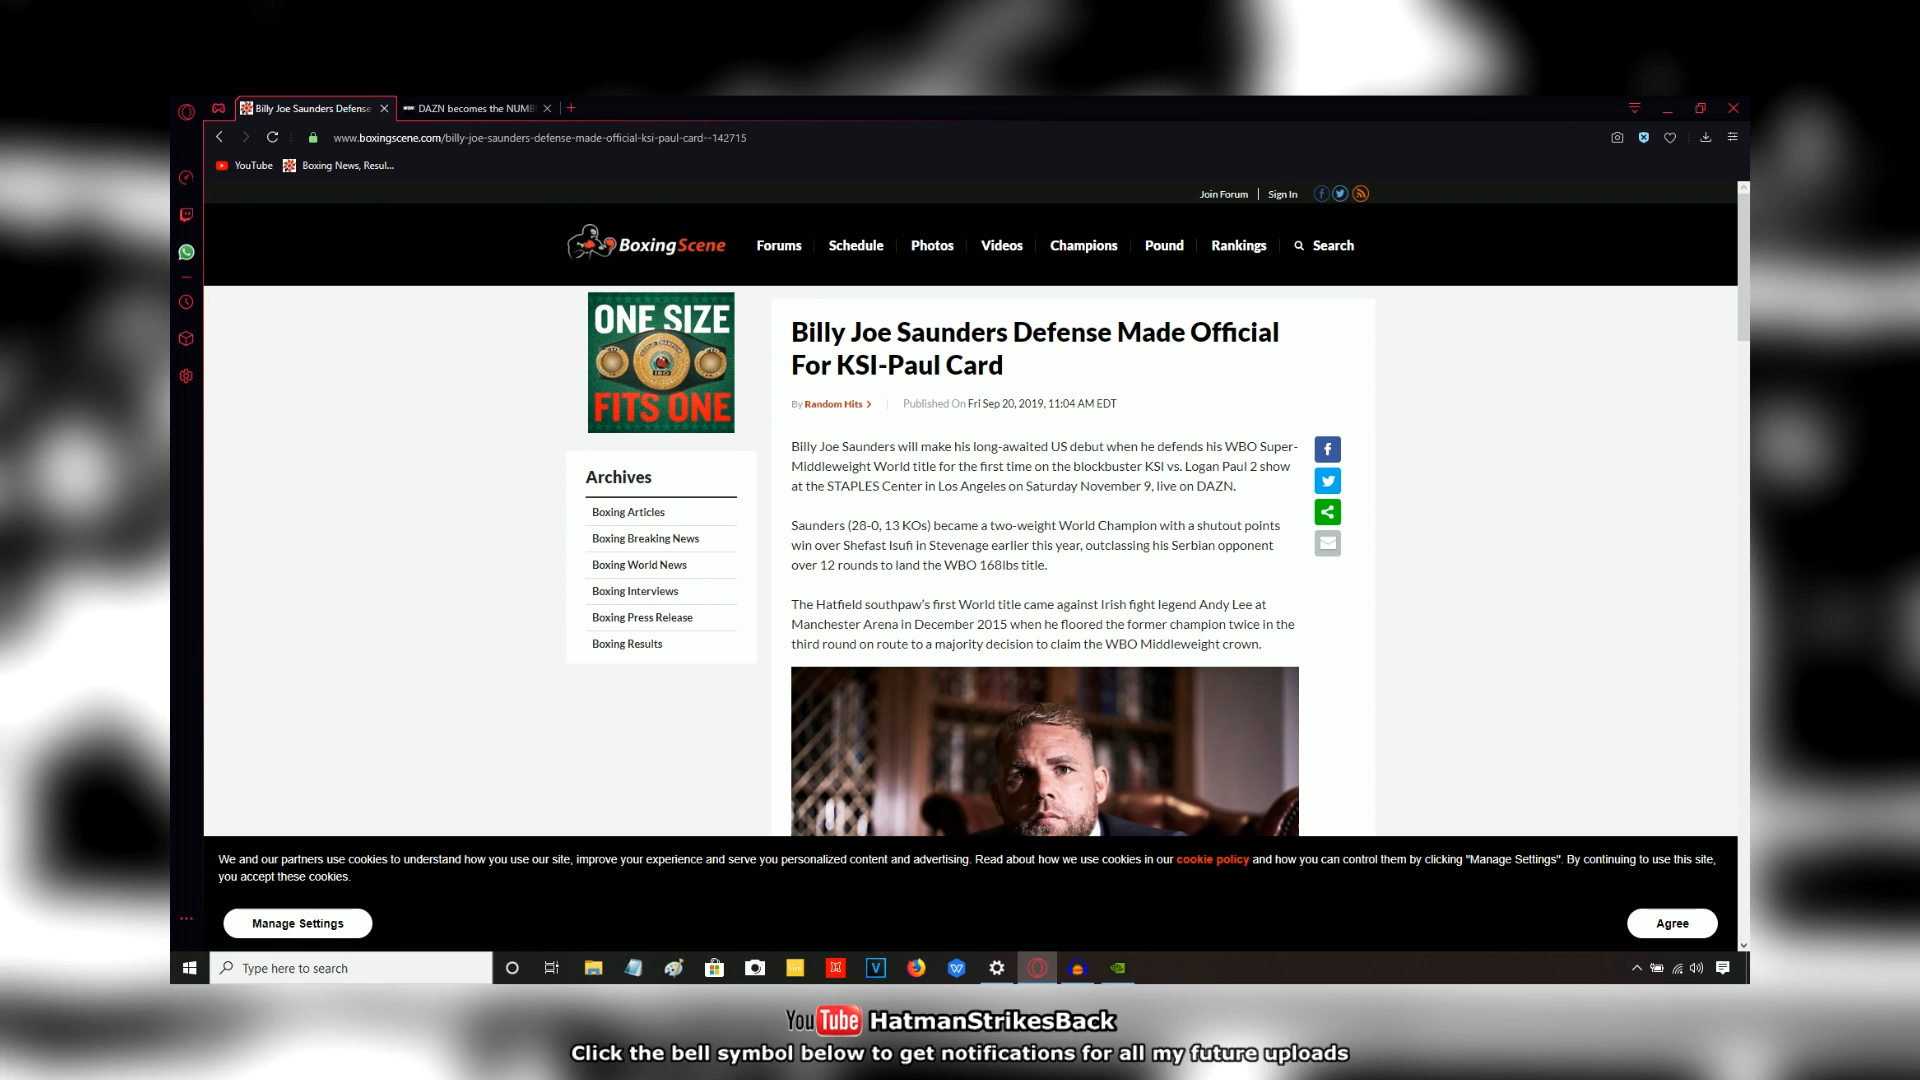 Billy Joe Saunders Defense
DAZN becomes the NUMB
www.boxingscene.com/billy-joe-saunders-defense-made-official-ksi-paul-card--142715
YouTube
Boxing News, Resul...
Join Forum
Sign In
BoxingScene
Forums
Schedule
Photos
Videos
Champions
Pound
Rankings
Search
ONE SIZE
FITS ONE
Archives
Boxing Articles
Boxing Breaking News
Boxing World News
Boxing Interviews
Boxing Press Release
Boxing Results
Billy Joe Saunders Defense Made Official
For KSI-Paul Card
By Random Hits
Published On Fri Sep 20, 2019, 11:04 AM EDT
Billy Joe Saunders will make his long-awaited US debut when he defends his WBO Super-
Middleweight World title for the first time on the blockbuster KSI vs. Logan Paul 2 show
at the STAPLES Center in Los Angeles on Saturday November 9, live on DAZN.
Saunders (28-0, 13 KOs) became a two-weight World Champion with a shutout points
win over Shefast Isufi in Stevenage earlier this year, outclassing his Serbian opponent
over 12 rounds to land the WBO 168lbs title.
The Hatfield southpaw's first World title came against Irish fight legend Andy Lee at
Manchester Arena in December 2015 when he floored the former champion twice in the
third round on route to a majority decision to claim the WBO Middleweight crown.
We and our partners use cookies to understand how you use our site, improve your experience and serve you personalized content and advertising. Read about how we use cookies in our cookie policy and how you can control them by clicking "Manage Settings". By continuing to use this site,
you accept these cookies.
Manage Settings
Agree
Type here to search
YouTube HatmanStrikesBack
Click the bell symbol below to get notifications for all my future uploads